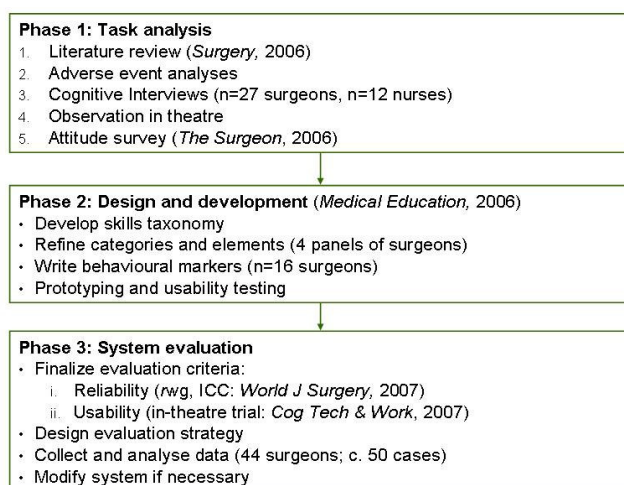 Phase 1: Task analysis
1. Literature review (Surgery, 2006)
2. Adverse event analyses
3. Cognitive Interviews (n=27 surgeons, n=12 nurses)
4. Observation in theatre
5. Attitude survey (The Surgeon, 2006)
Phase 2: Design and development (Medical Education, 2006)
• Develop skills taxonomy
• Refine categories and elements (4 panels of surgeons)
• Write behavioural markers (n=16 surgeons)
• Prototyping and usability testing
Phase 3: System evaluation
• Finalize evaluation criteria:
i. Reliability (rwg, ICC: World J Surgery, 2007)
ii. Usability (in-theatre trial: Cog Tech & Work, 2007)
• Design evaluation strategy
• Collect and analyse data (44 surgeons; c. 50 cases)
• Modify system if necessary